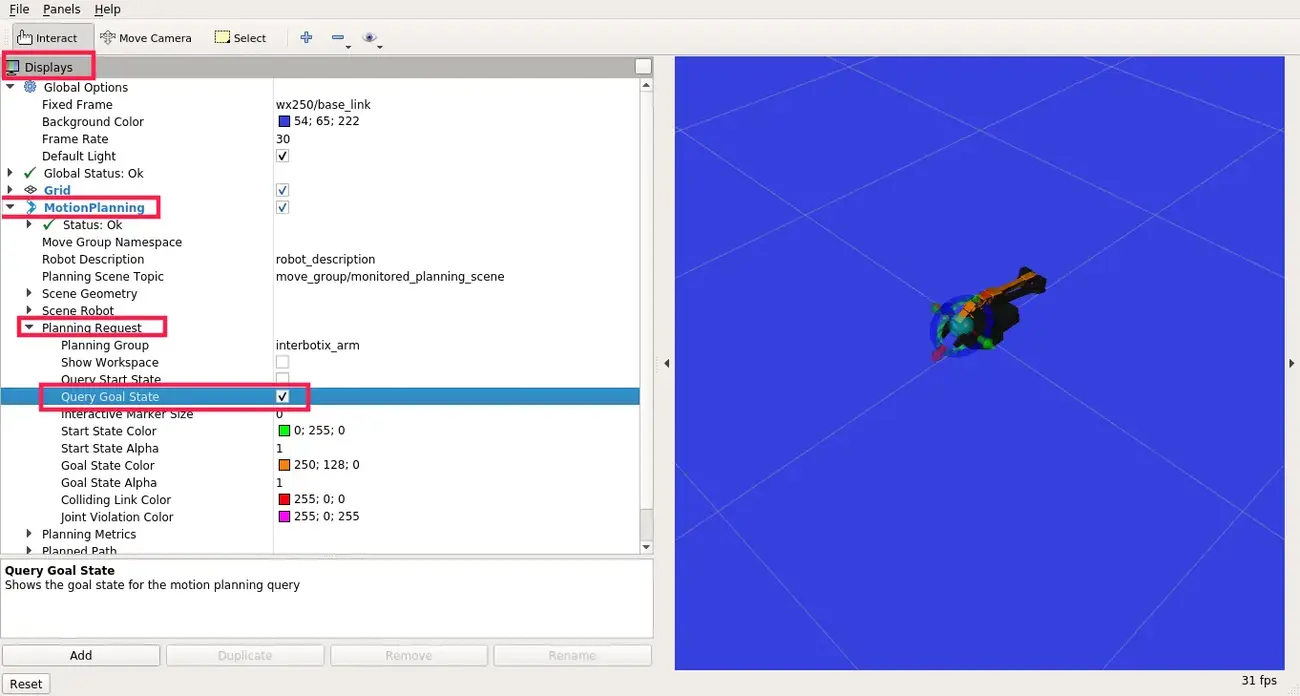 File Panels Help
Interact Move Camera Select
Displays
Global Options
Fixed Frame wx250/base_link
Background Color 54; 65; 222
Frame Rate 30
Default Light
Global Status: Ok
Grid
MotionPlanning
Status: Ok
Move Group Namespace
Robot Description robot_description
Planning Scene Topic move_group/monitored_planning_scene
Scene Geometry
Scene Robot
Planning Request
Planning Group interbotix_arm
Show Workspace
Query Start State
Query Goal State
Interactive Marker Size 0
Start State Color 0; 255; 0
Start State Alpha 1
Goal State Color 250; 128; 0
Goal State Alpha 1
Colliding Link Color 255; 0; 0
Joint Violation Color 255; 0; 255
Planning Metrics
Planned Path
Query Goal State
Shows the goal state for the motion planning query
Add Duplicate Remove Rename
Reset 31 fps